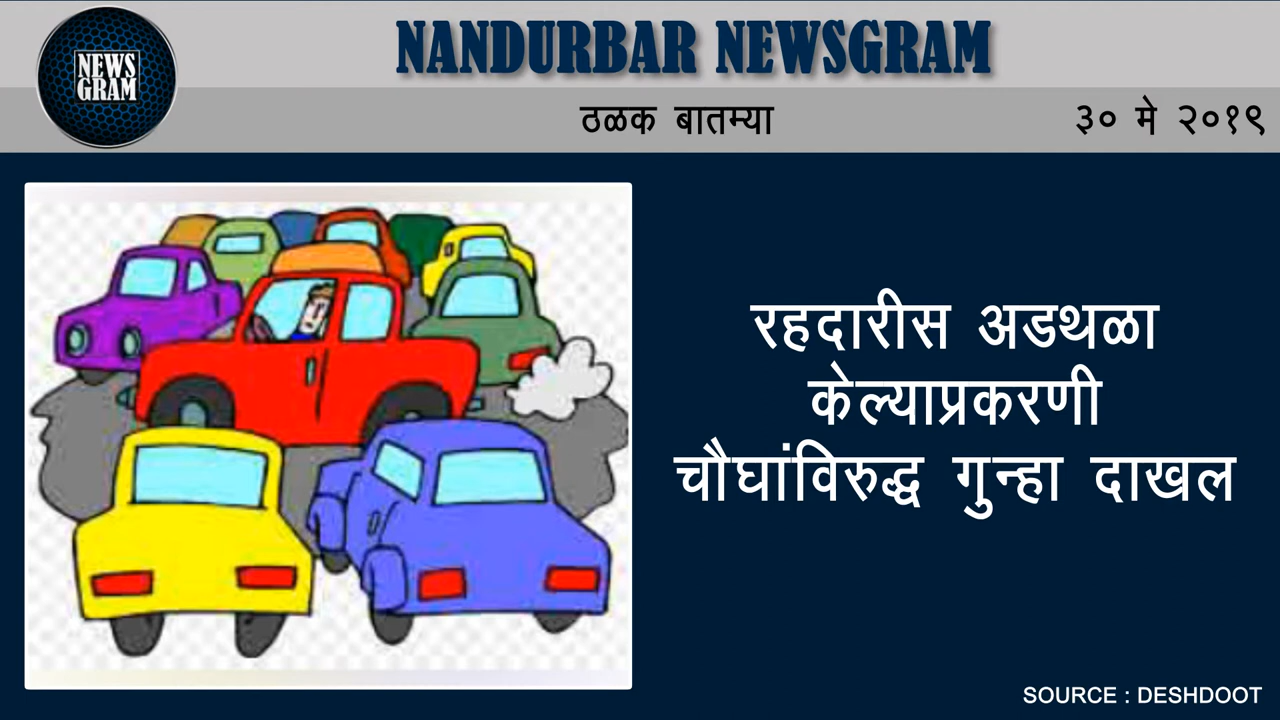 NEWS
GRAM
NANDURBAR NEWSGRAM
ठळक बातम्या
३० मे २०१९
रहदारीस अडथळा
केल्याप्रकरणी
चौघांविरुद्ध गुन्हा दाखल
SOURCE : DESHDOOT